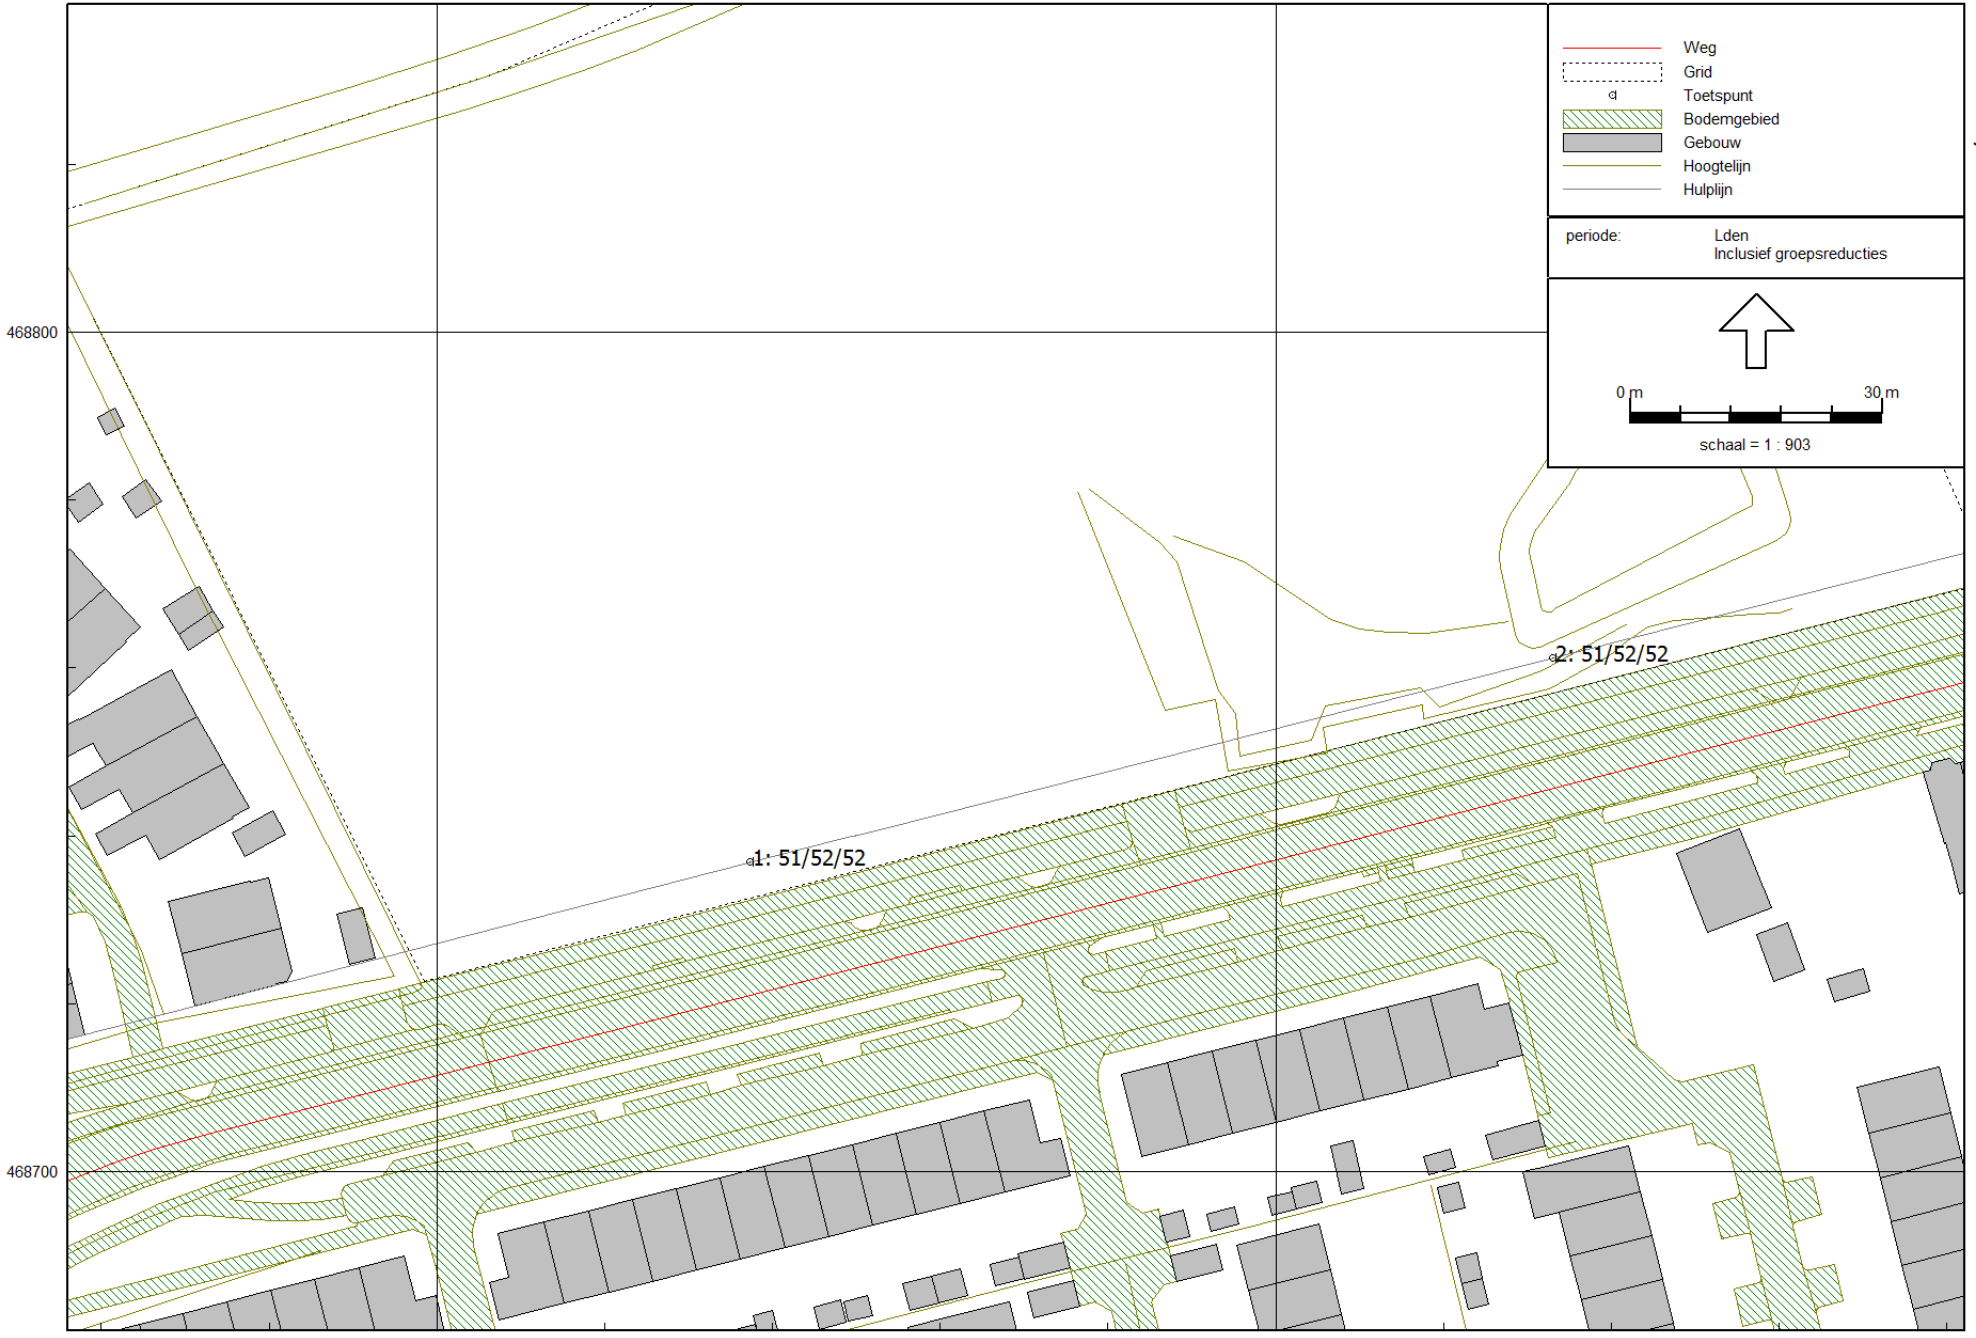 Weg
Grid
Toetspunt
Bodemgebied
Gebouw
Hoogtelijn
Hulplijn
periode: Lden
Inclusief groepsreducties
468800
0 m 30 m
schaal = 1 : 903
2: 51/52/52
1: 51/52/52
468700